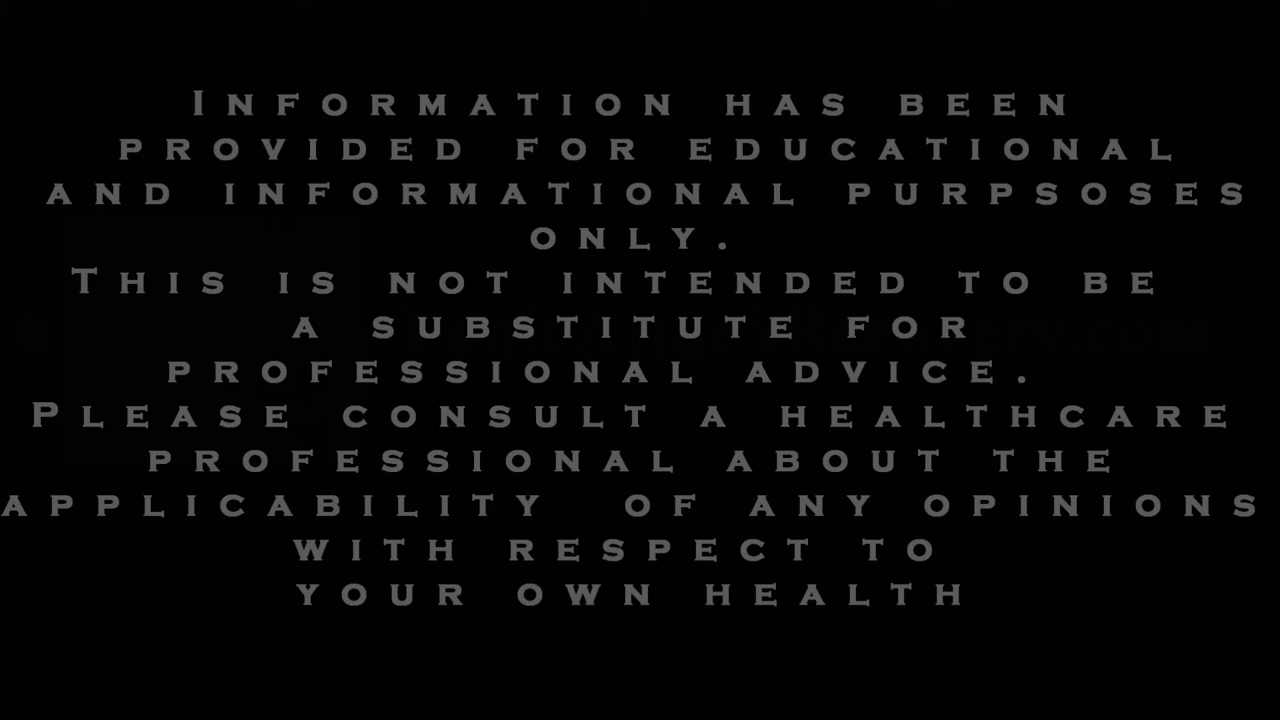 Information has been
provided for educational
and informational purpsoses
only.
This is not intended to be
a substitute for
professional advice.
Please consult a healthcare
professional about the
applicability of any opinions
with respect to
your own health